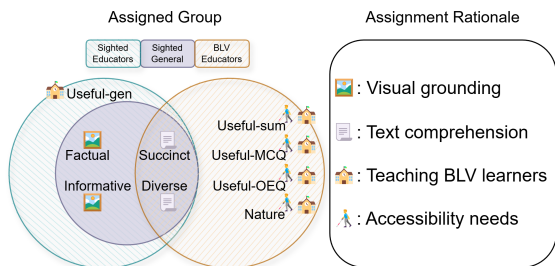 Assigned Group
Assignment Rationale
Sighted Educators
Sighted General
BLV Educators
Useful-gen
Factual
Succinct
Informative
Diverse
Useful-sum
Useful-MCQ
Useful-OEQ
Nature
: Visual grounding
: Text comprehension
: Teaching BLV learners
: Accessibility needs